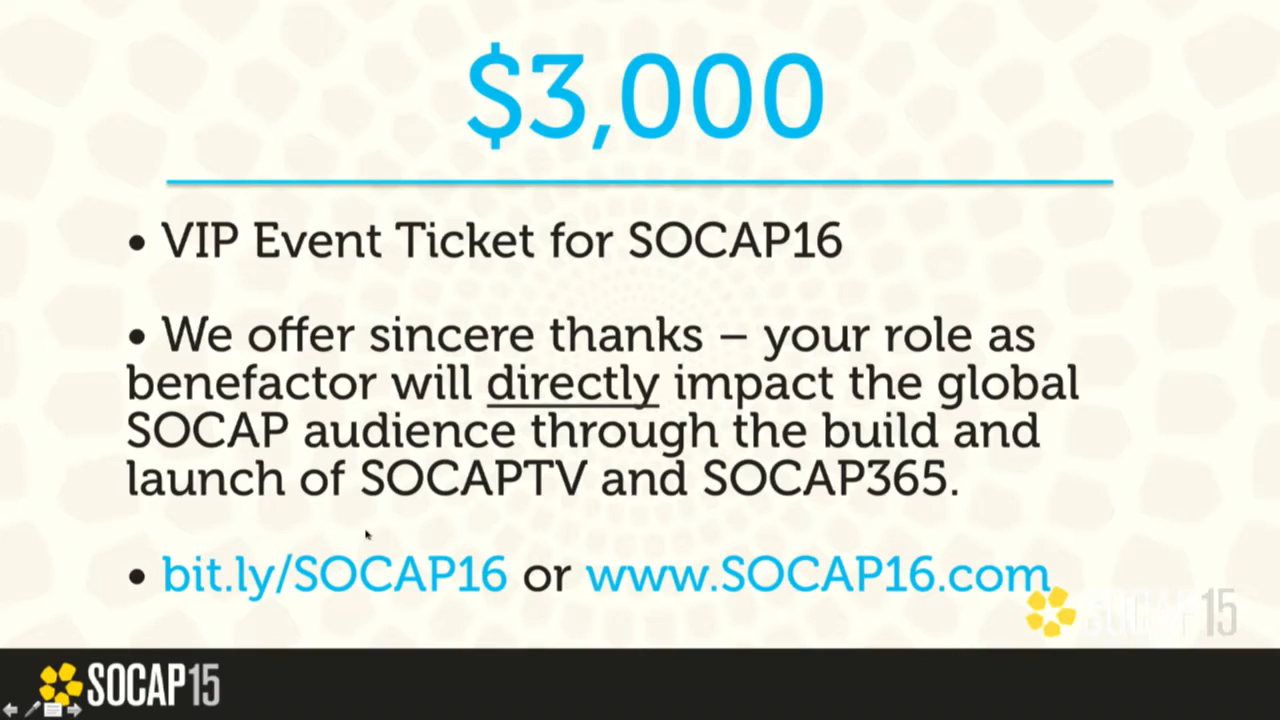 $3,000
• VIP Event Ticket for SOCAP16
• We offer sincere thanks – your role as
benefactor will directly impact the global
SOCAP audience through the build and
launch of SOCAPTV and SOCAP365.
• bit.ly/SOCAP16 or www.SOCAP16.com
SOCAP15
SOCAP15